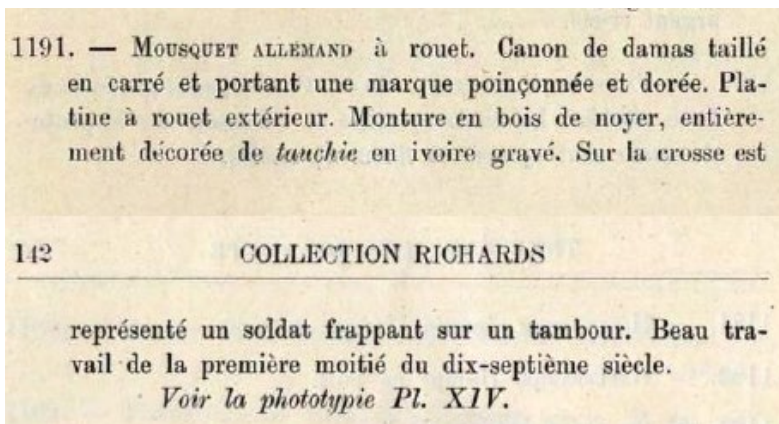 1191. — MOUSQUET ALLEMAND à rouet. Canon de damas taillé
en carré et portant une marque poinçonnée et dorée. Pla-
tine à rouet extérieur. Monture en bois de noyer, entière-
ment décorée de tauchie en ivoire gravé. Sur la crosse est
142 COLLECTION RICHARDS
représenté un soldat frappant sur un tambour. Beau tra-
vail de la première moitié du dix-septième siècle.
Voir la phototypie Pl. XIV.